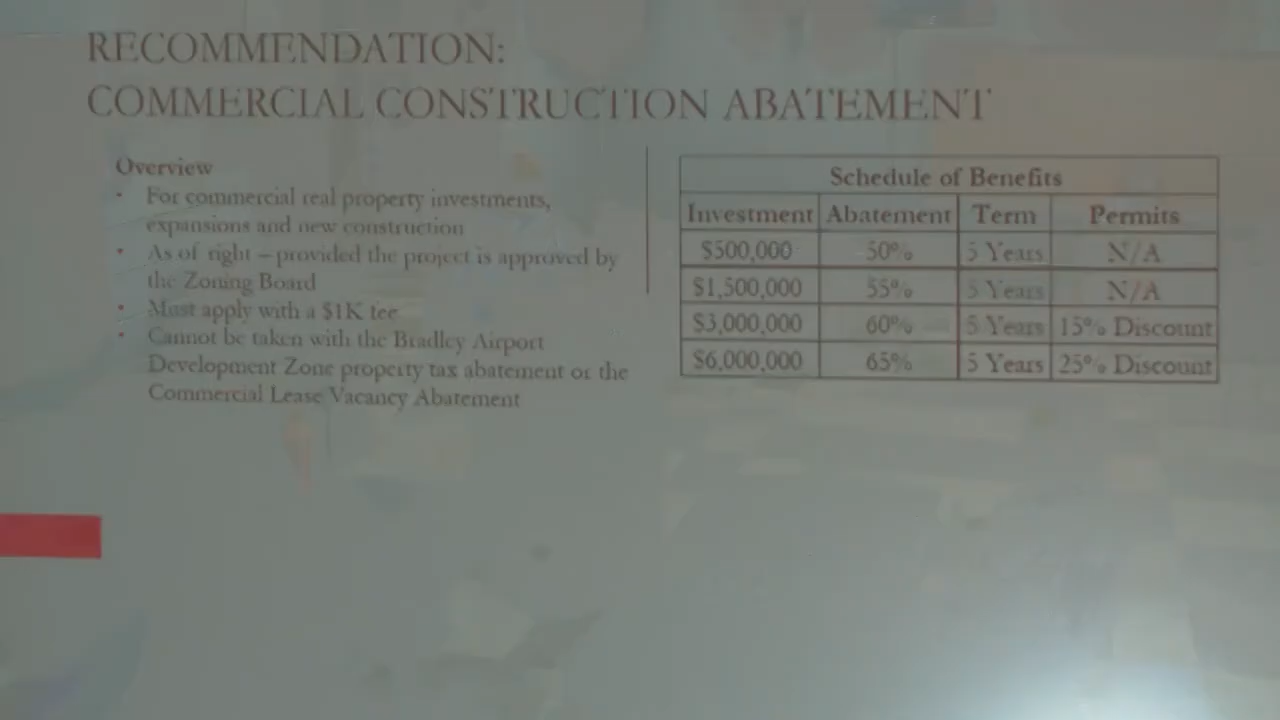 RECOMMENDATION:
COMMERCIAL CONSTRUCTION ABATEMENT
Overview
• For commercial real property investments,
expansions and new construction
• As of right – provided the project is approved by
the Zoning Board
• Must apply with a $1K fee
• Cannot be taken with the Bradley Airport
Development Zone property tax abatement or the
Commercial Lease Vacancy Abatement
Schedule of Benefits
Investment Abatement Term Permits
$500,000 50% 5 Years N/A
$1,500,000 55% 5 Years N/A
$3,000,000 60% 5 Years 15% Discount
$6,000,000 65% 5 Years 25% Discount